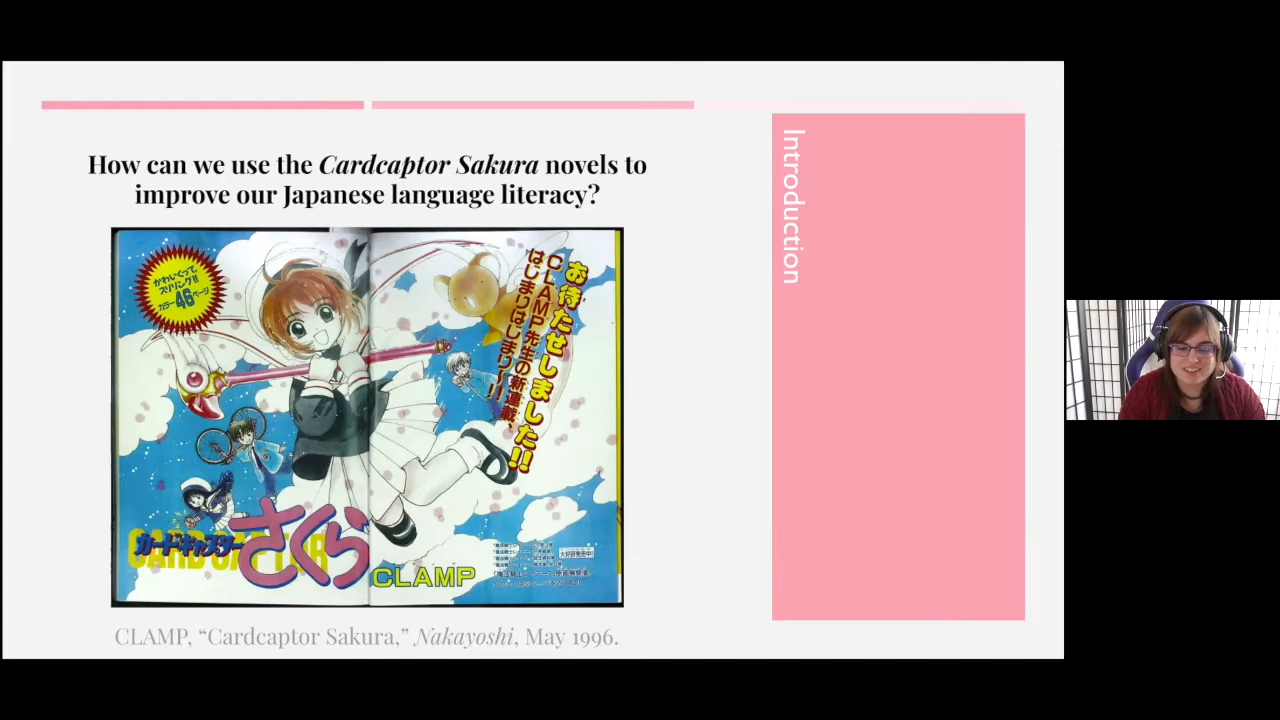 How can we use the Cardcaptor Sakura novels to
improve our Japanese language literacy?
かわいくって、
スリリング!!
カラー46ページ
お待たせしました!!
CLAMP先生の新連載、
はじまりはじまり〜!!
CARD CAPTOR
カードキャプター
さくら
CLAMP
大好評発売中!
CLAMP, “Cardcaptor Sakura,” Nakayoshi, May 1996.
Introduction